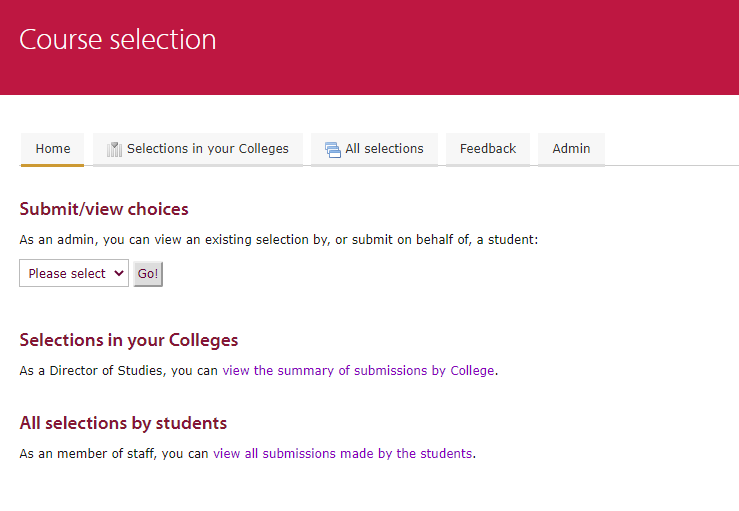 Course selection
Home
Selections in your Colleges
All selections
Feedback
Admin
Submit/view choices
As an admin, you can view an existing selection by, or submit on behalf of, a student:
Please select
Go!
Selections in your Colleges
As a Director of Studies, you can view the summary of submissions by College.
All selections by students
As an member of staff, you can view all submissions made by the students.